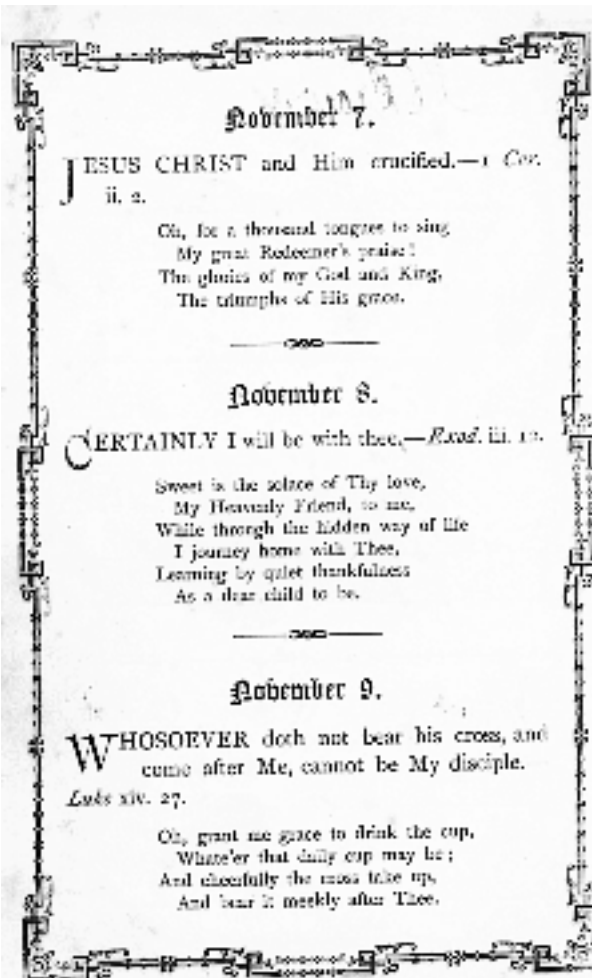 November 7.
JESUS CHRIST and Him crucified.—1 Cor.
ii. 2.
Oh, for a thousand tongues to sing
My great Redeemer's praise!
The glories of my God and King,
The triumphs of His grace.
November 8.
CERTAINLY I will be with thee.—Exod. iii. 12.
Sweet is the solace of Thy love,
My Heavenly Friend, to me,
While through the hidden way of life
I journey home with Thee,
Learning by quiet thankfulness
As a dear child to be.
November 9.
WHOSOEVER doth not bear his cross, and
come after Me, cannot be My disciple.
Luke xiv. 27.
Oh, grant me grace to drink the cup,
Whate'er that daily cup may be;
And cheerfully the cross take up,
And bear it meekly after Thee.